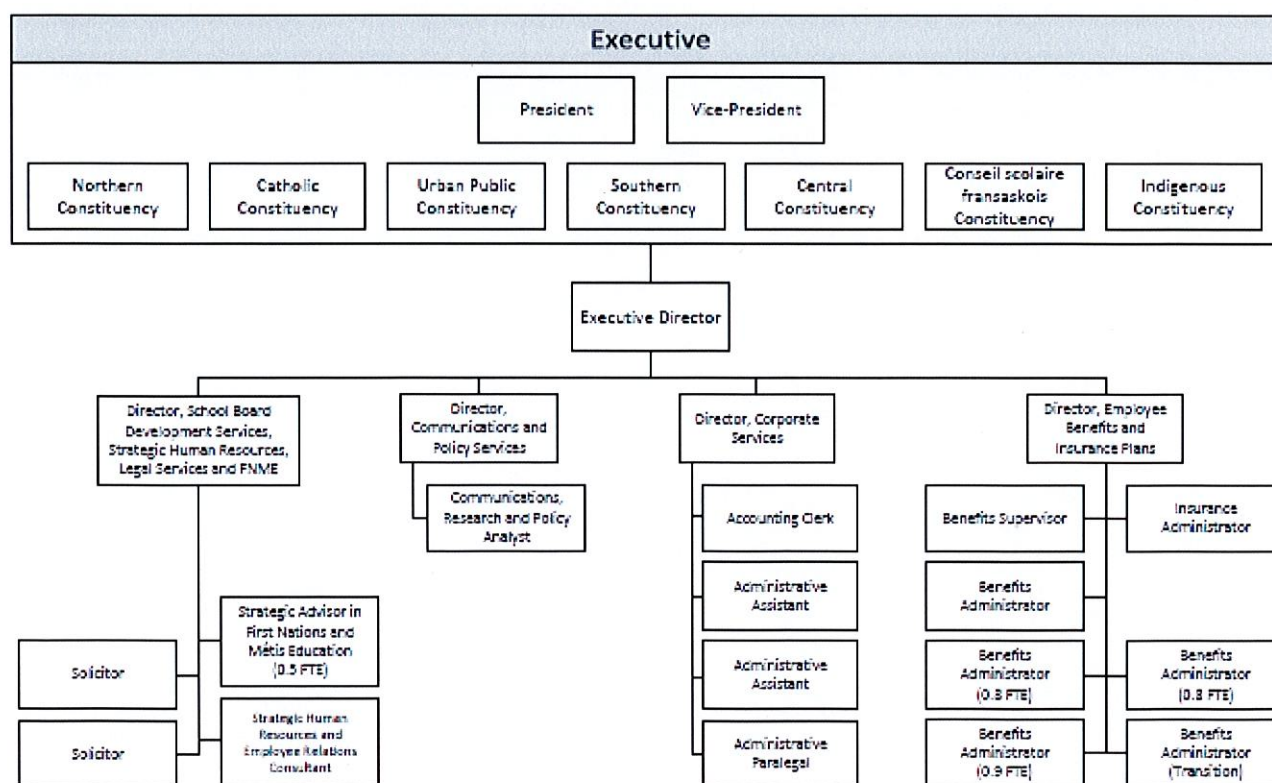 Executive
President
Vice-President
Northern
Constituency
Catholic
Constituency
Urban Public
Constituency
Southern
Constituency
Central
Constituency
Conseil scolaire
fransaskois
Constituency
Indigenous
Constituency
Executive Director
Director, School Board
Development Services,
Strategic Human Resources,
Legal Services and FNME
Director,
Communications and
Policy Services
Director, Corporate
Services
Director, Employee
Benefits and
Insurance Plans
Communications,
Research and Policy
Analyst
Accounting Clerk
Benefits Supervisor
Insurance
Administrator
Administrative
Assistant
Benefits
Administrator
Strategic Advisor in
First Nations and
Métis Education
(0.5 FTE)
Solicitor
Administrative
Assistant
Benefits
Administrator
(0.8 FTE)
Benefits
Administrator
(0.8 FTE)
Solicitor
Strategic Human
Resources and
Employee Relations
Consultant
Administrative
Paralegal
Benefits
Administrator
(0.9 FTE)
Benefits
Administrator
(Transition)